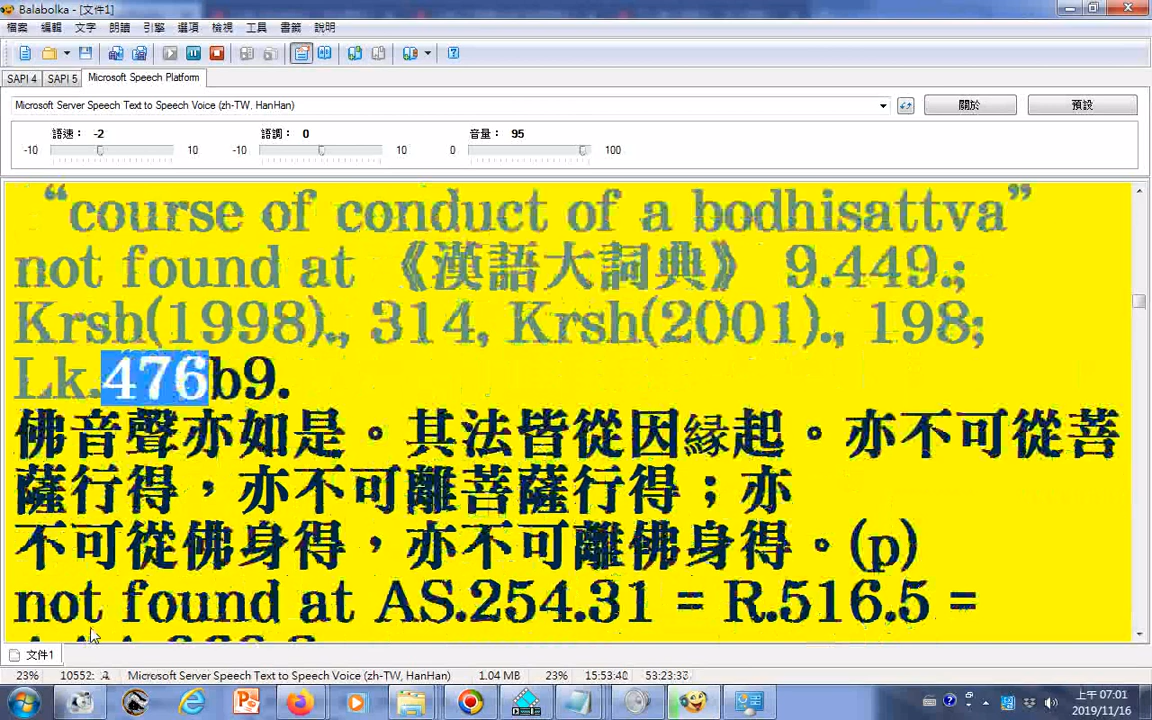 Balabolka - [文件1]
檔案 編輯 文字 朗讀 引擎 選項 檢視 工具 書籤 說明
SAPI 4 SAPI 5 Microsoft Speech Platform
Microsoft Server Speech Text to Speech Voice (zh-TW, HanHan) 關於 預設
語速： -2 語調： 0 音量： 95
-10 10 -10 10 0 100
“course of conduct of a bodhisattva”
not found at 《漢語大詞典》 9.449.;
Krsh(1998)., 314, Krsh(2001)., 198;
Lk.476b9.
佛音聲亦如是。其法皆從因緣起。亦不可從菩
薩行得，亦不可離菩薩行得；亦
不可從佛身得，亦不可離佛身得。(p)
not found at AS.254.31 = R.516.5 =
文件1
23% 10552: Microsoft Server Speech Text to Speech Voice (zh-TW, HanHan) 1.04 MB 23% 15:53:40 53:23:33
上午 07:01
2019/11/16